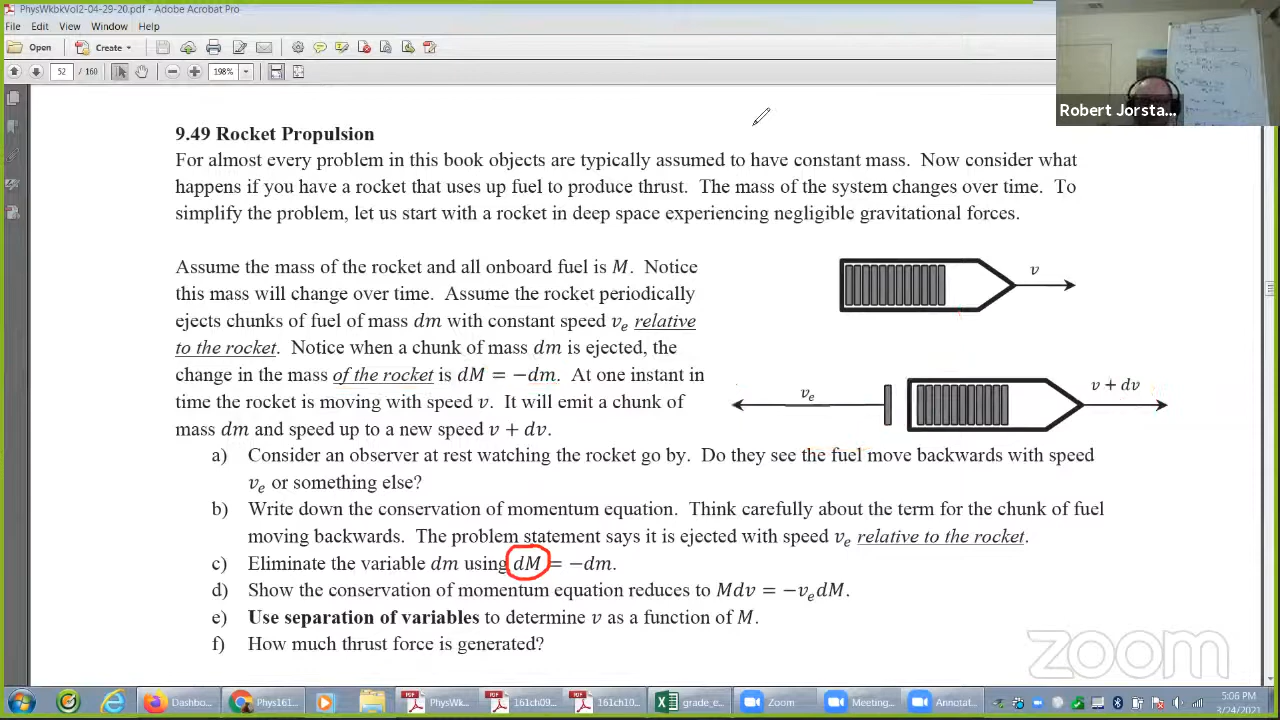 PhysWkbkVol2-04-29-20.pdf - Adobe Acrobat Pro
File Edit View Window Help
Open Create
52 / 160 198%
Robert Jorsta...
9.49 Rocket Propulsion
For almost every problem in this book objects are typically assumed to have constant mass. Now consider what
happens if you have a rocket that uses up fuel to produce thrust. The mass of the system changes over time. To
simplify the problem, let us start with a rocket in deep space experiencing negligible gravitational forces.
Assume the mass of the rocket and all onboard fuel is M. Notice
this mass will change over time. Assume the rocket periodically
ejects chunks of fuel of mass dm with constant speed vₑ relative
to the rocket. Notice when a chunk of mass dm is ejected, the
change in the mass of the rocket is dM = −dm. At one instant in
time the rocket is moving with speed v. It will emit a chunk of
mass dm and speed up to a new speed v + dv.
v
vₑ
v + dv
a) Consider an observer at rest watching the rocket go by. Do they see the fuel move backwards with speed
vₑ or something else?
b) Write down the conservation of momentum equation. Think carefully about the term for the chunk of fuel
moving backwards. The problem statement says it is ejected with speed vₑ relative to the rocket.
c) Eliminate the variable dm using dM = −dm.
d) Show the conservation of momentum equation reduces to Mdv = −vₑdM.
e) Use separation of variables to determine v as a function of M.
f) How much thrust force is generated?
zoom
Dashbo... Phys161... PhysWk... 161ch09... 161ch10... grade_e... Zoom Meeting... Annotat... 5:06 PM
3/24/2021